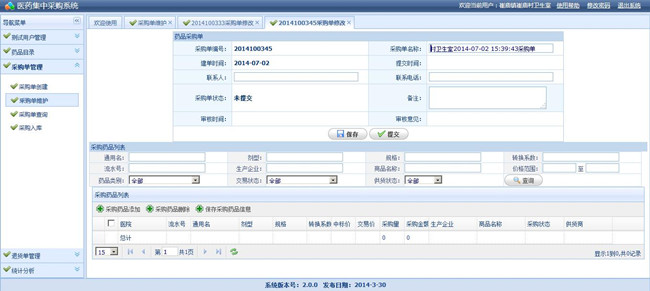 医药集中采购系统
欢迎您当前用户：崔庙镇崔庙村卫生室 使用帮助 修改密码 退出系统
导航菜单
欢迎使用 采购单维护 2014100333采购单修改 2014100345采购单修改
测试用户管理
药品目录
采购单管理
采购单创建
采购单维护
采购单查询
采购入库
退货单管理
统计分析
药品采购单
采购单编号： 2014100345 采购单名称： 村卫生室2014-07-02 15:39:43采购单
建单时间： 2014-07-02 提交时间：
联系人： 联系电话：
采购单状态： 未提交 备注：
审核时间： 审核意见：
保存 提交
采购药品列表
通用名： 剂型： 规格： 转换系数：
流水号： 生产企业： 商品名称： 价格范围： 至
药品类别： 全部 交易状态： 全部 供货状态： 全部 查询
采购药品列表
采购药品添加 采购药品删除 保存采购药品信息
医院 流水号 通用名 剂型 规格 转换系数 中标价 交易价 采购量 采购金额 生产企业 商品名称 采购状态 供货商
总计 0 0
15 第 1 共1页 显示1到0,共0记录
系统版本号：2.0.0 发布日期：2014-3-30